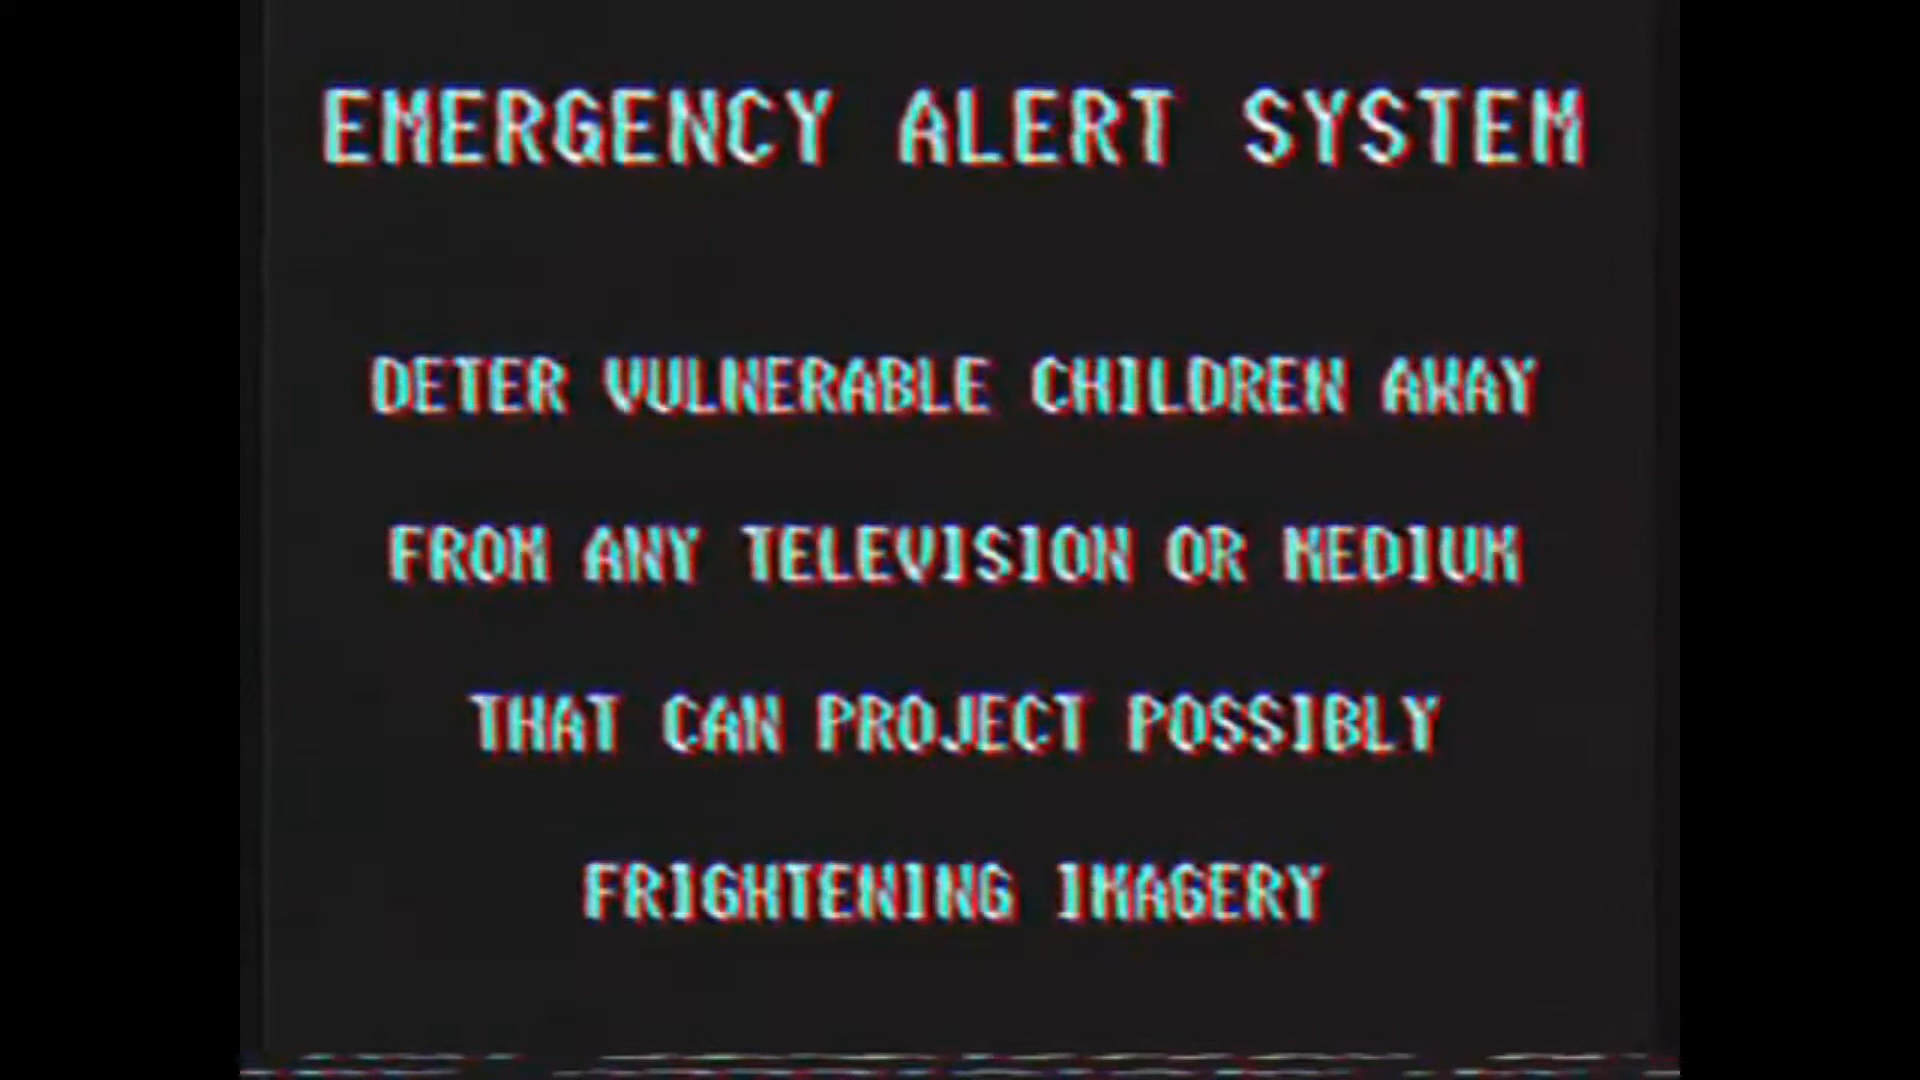 EMERGENCY ALERT SYSTEM
DETER VULNERABLE CHILDREN AWAY
FROM ANY TELEVISION OR MEDIUM
THAT CAN PROJECT POSSIBLY
FRIGHTENING IMAGERY